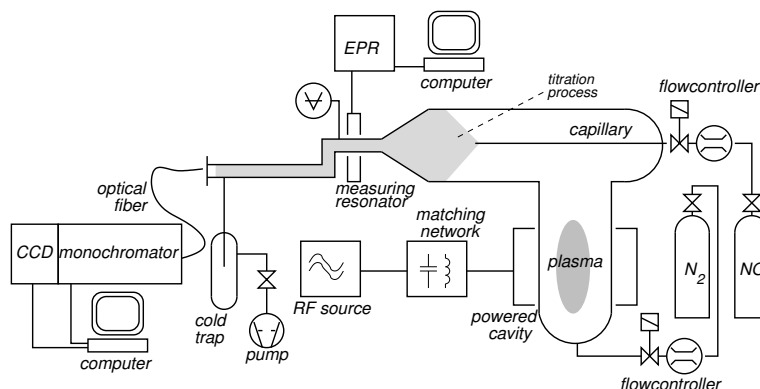 EPR
computer
titration
process
flowcontroller
capillary
optical
fiber
measuring
resonator
matching
network
CCD
monochromator
plasma
N2
NO
RF source
powered
cavity
cold
trap
pump
computer
flowcontroller